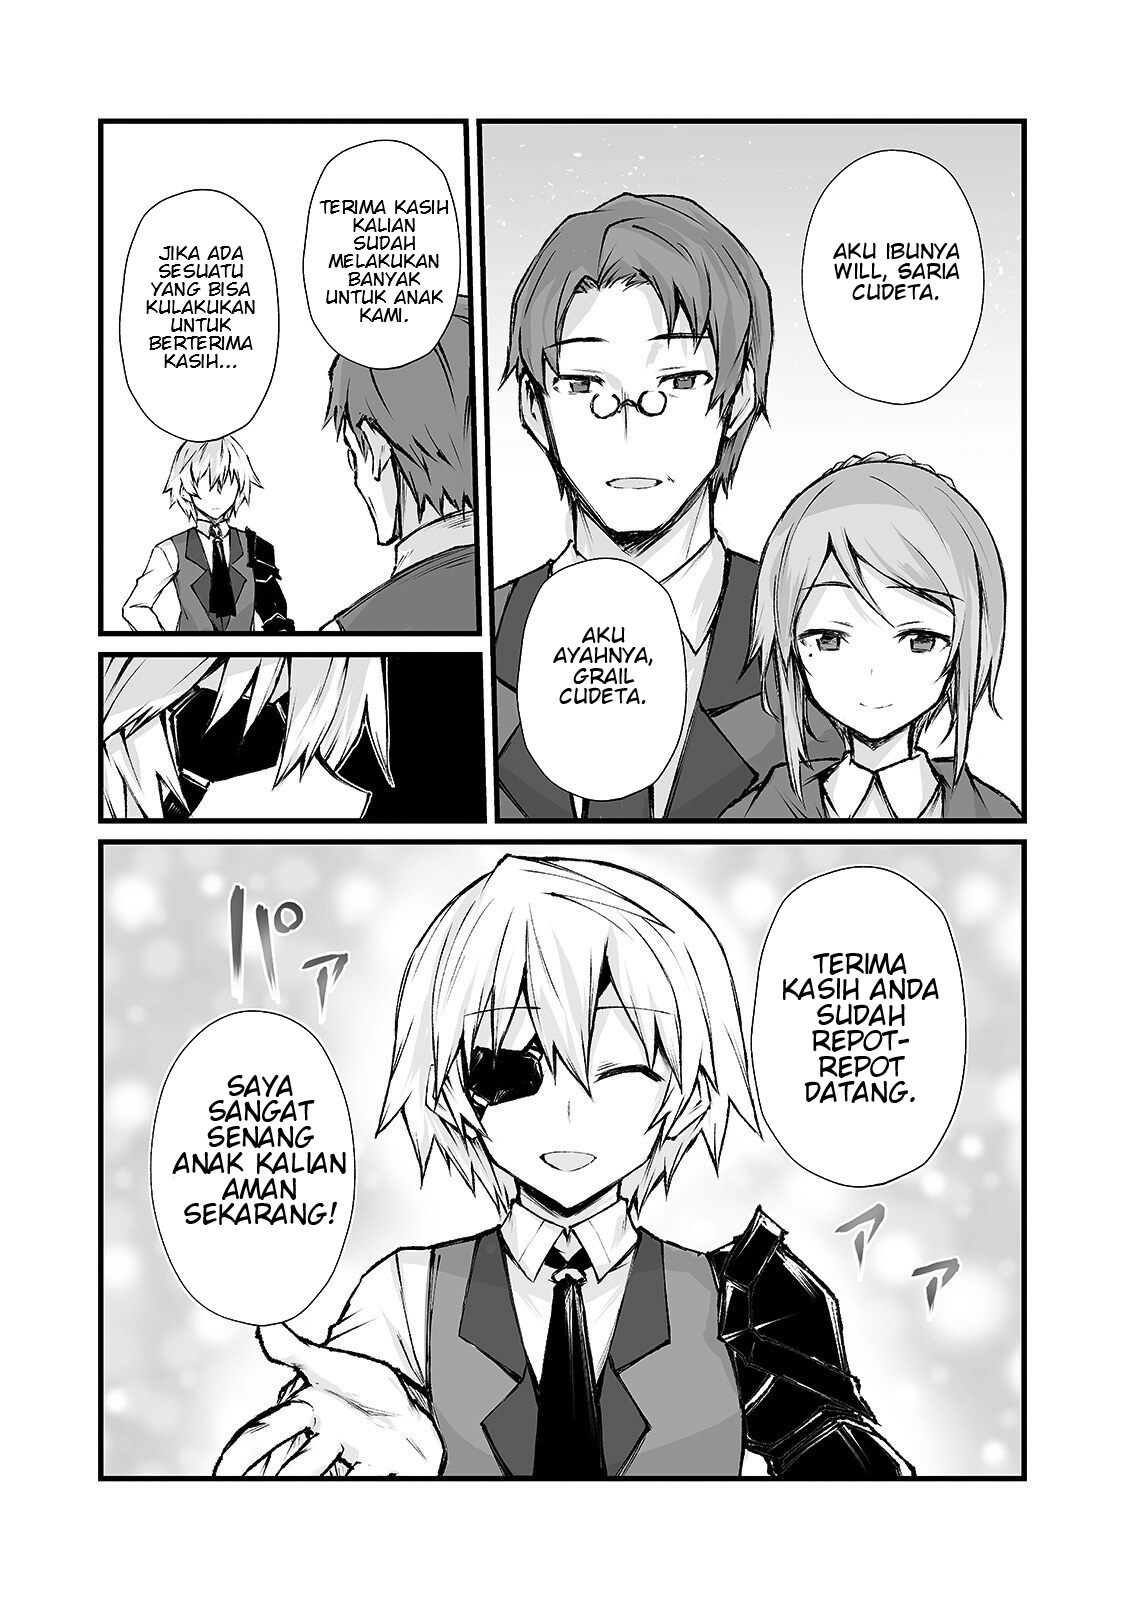 AKU IBUNYA
WILL, SARIA
CUDETA.
AKU
AYAHNYA,
GRAIL
CUDETA.
TERIMA KASIH
KALIAN
SUDAH
MELAKUKAN
BANYAK
UNTUK ANAK
KAMI.
JIKA ADA
SESUATU
YANG BISA
KULAKUKAN
UNTUK
BERTERIMA
KASIH...
TERIMA
KASIH ANDA
SUDAH
REPOT-
REPOT
DATANG.
パァ
SAYA
SANGAT
SENANG
ANAK KALIAN
AMAN
SEKARANG!
アァ